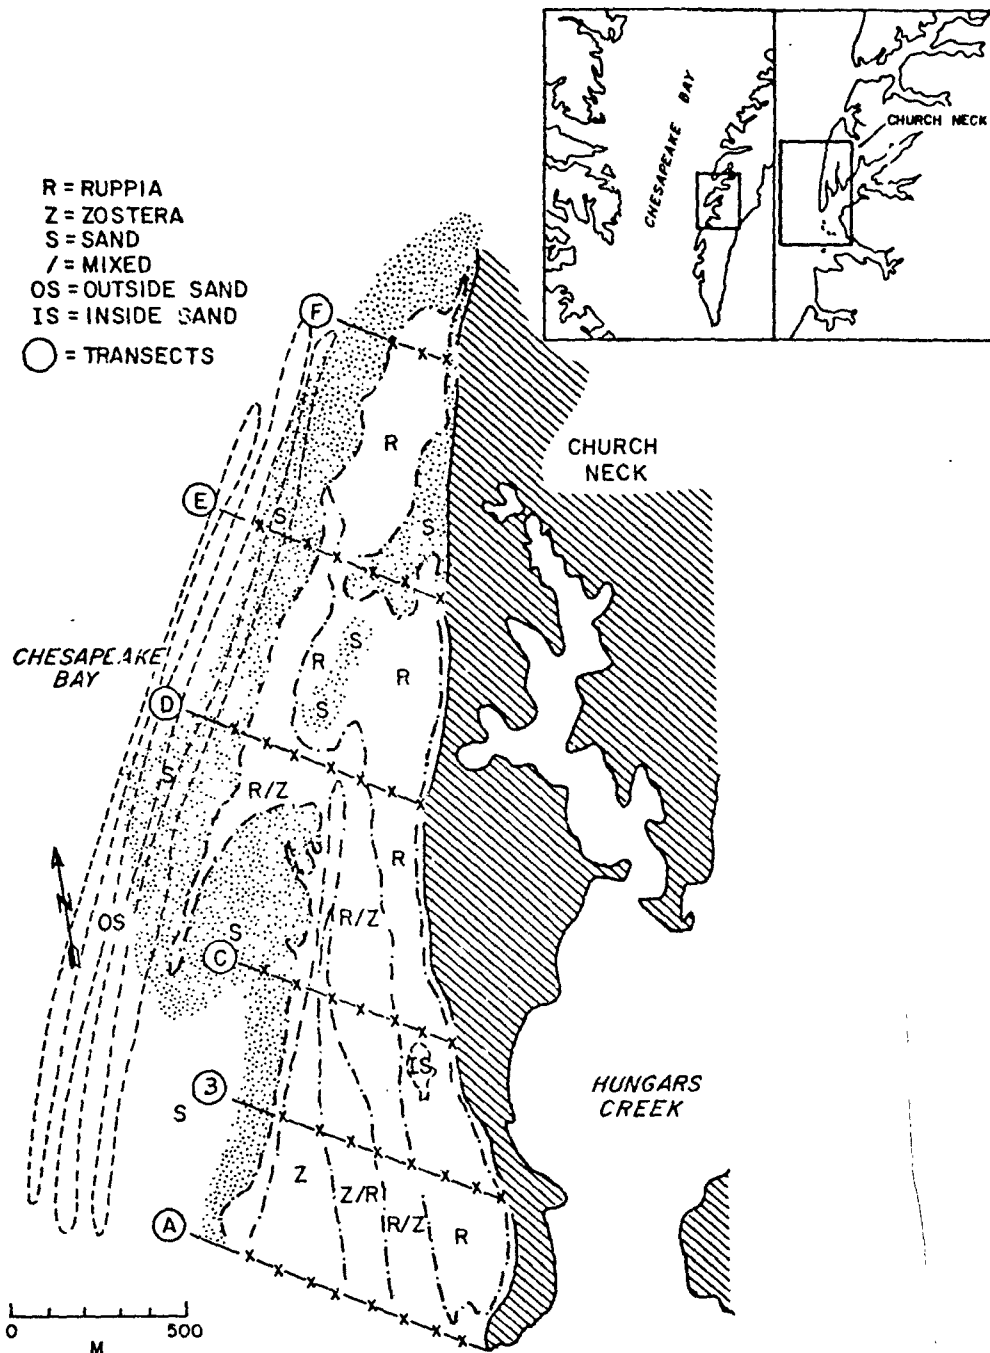 CHESAPEAKE BAY
CHURCH NECK
R = RUPPIA
Z = ZOSTERA
S = SAND
/ = MIXED
OS = OUTSIDE SAND
IS = INSIDE SAND
◯ = TRANSECTS
F
R
CHURCH
NECK
E
S
S
CHESAPEAKE
BAY
R
S
R
D
S
S
R/Z
R
R/Z
N
OS
S
C
IS
3
S
HUNGARS
CREEK
Z
Z/R
R/Z
R
A
0 500
M